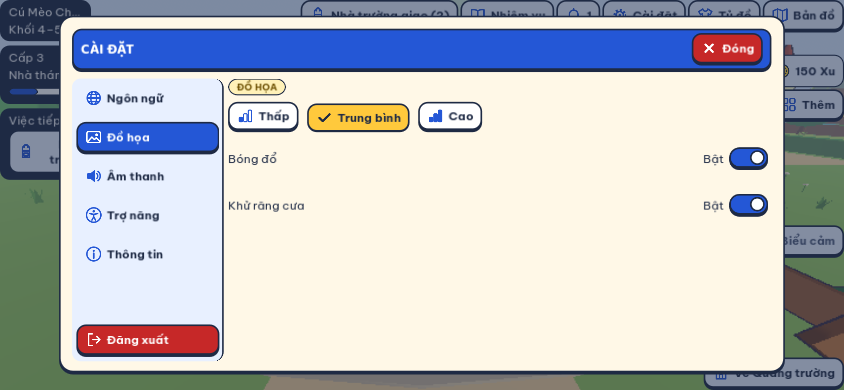 Cú Mèo Ch...
Khối 4-5
Cấp 3
Việc tiếp
Nhà trường giao (2)
Nhiệm vụ
1
Cài đặt
Tủ đồ
Bản đồ
150 Xu
Thêm
Biểu cảm
Về Quảng trường
CÀI ĐẶT
Đóng
Ngôn ngữ
Đồ họa
Âm thanh
Trợ năng
Thông tin
Đăng xuất
ĐỒ HỌA
Thấp
Trung bình
Cao
Bóng đổ
Bật
Khử răng cưa
Bật